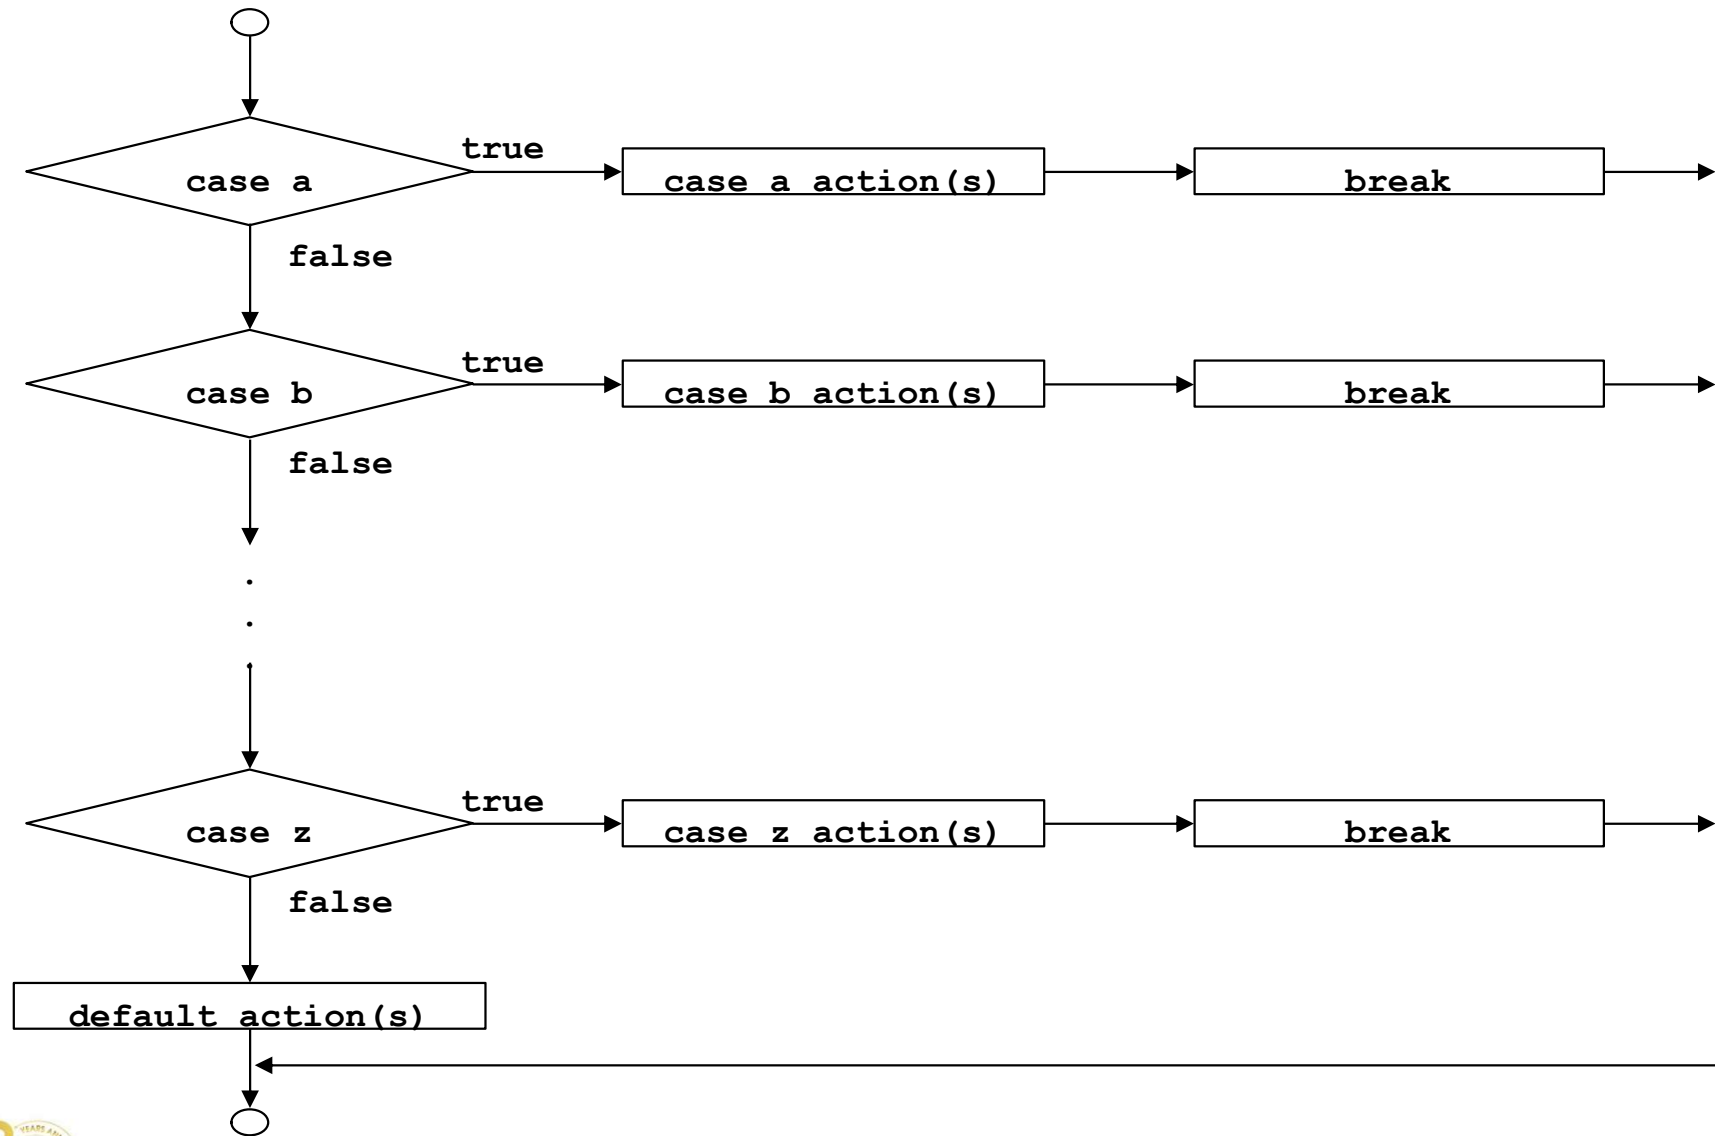 true
case a
case a action(s)
break
false
true
case b
case b action(s)
break
false
.
.
.
true
case z
case z action(s)
break
false
default action(s)
YEARS